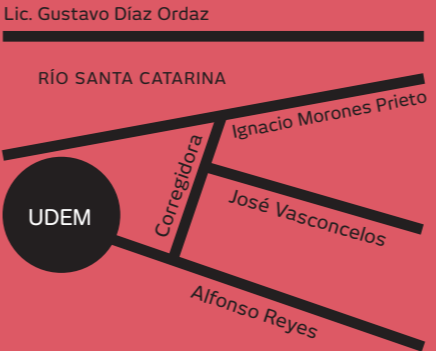 Lic. Gustavo Díaz Ordaz
RÍO SANTA CATARINA
Ignacio Morones Prieto
Corregidora
José Vasconcelos
UDEM
Alfonso Reyes